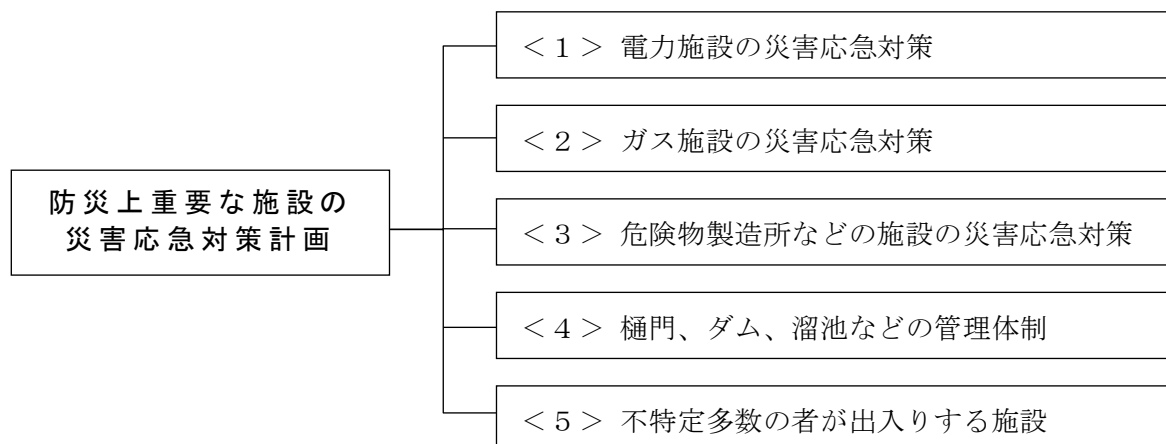 防災上重要な施設の
災害応急対策計画
＜１＞ 電力施設の災害応急対策
＜２＞ ガス施設の災害応急対策
＜３＞ 危険物製造所などの施設の災害応急対策
＜４＞ 樋門、ダム、溜池などの管理体制
＜５＞ 不特定多数の者が出入りする施設